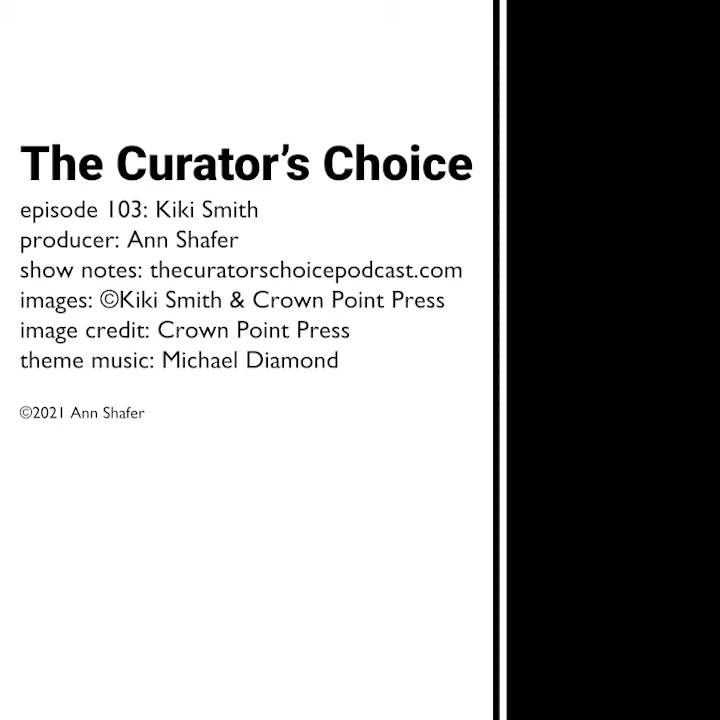 The Curator’s Choice
episode 103: Kiki Smith
producer: Ann Shafer
show notes: thecuratorschoicepodcast.com
images: ©Kiki Smith & Crown Point Press
image credit: Crown Point Press
theme music: Michael Diamond
©2021 Ann Shafer